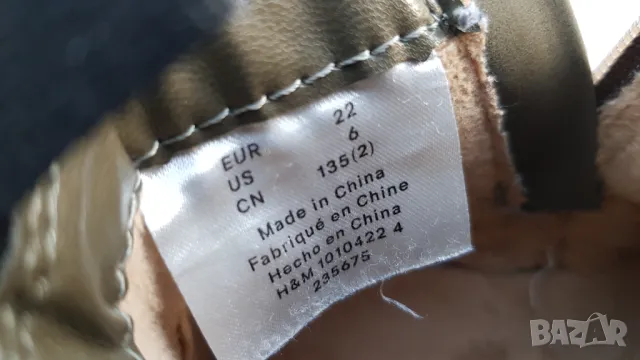 EUR 22
US 6
CN 135(2)
Made in China
Fabriqué en Chine
Hecho en China
H&M 1010422 4
235675
BAZAR
.bg